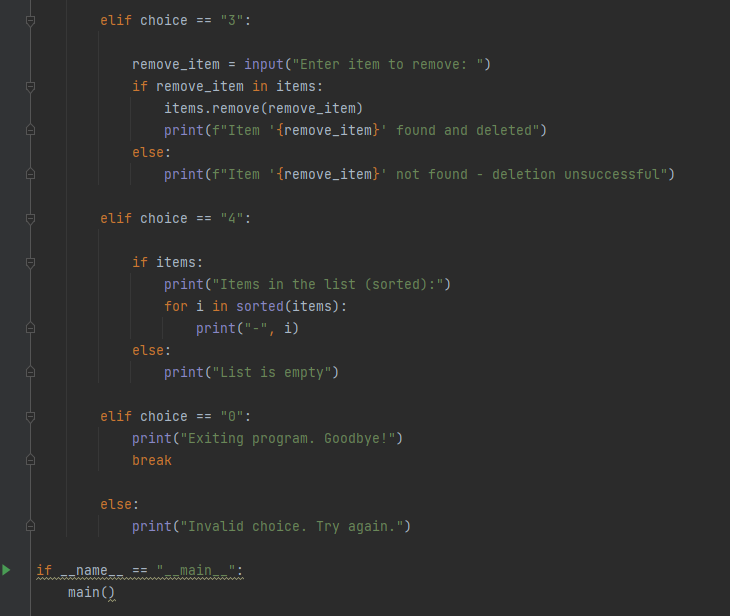 elif choice == "3":
remove_item = input("Enter item to remove: ")
if remove_item in items:
items.remove(remove_item)
print(f"Item '{remove_item}' found and deleted")
else:
print(f"Item '{remove_item}' not found - deletion unsuccessful")
elif choice == "4":
if items:
print("Items in the list (sorted):")
for i in sorted(items):
print("-", i)
else:
print("List is empty")
elif choice == "0":
print("Exiting program. Goodbye!")
break
else:
print("Invalid choice. Try again.")
if __name__ == "__main__":
main()